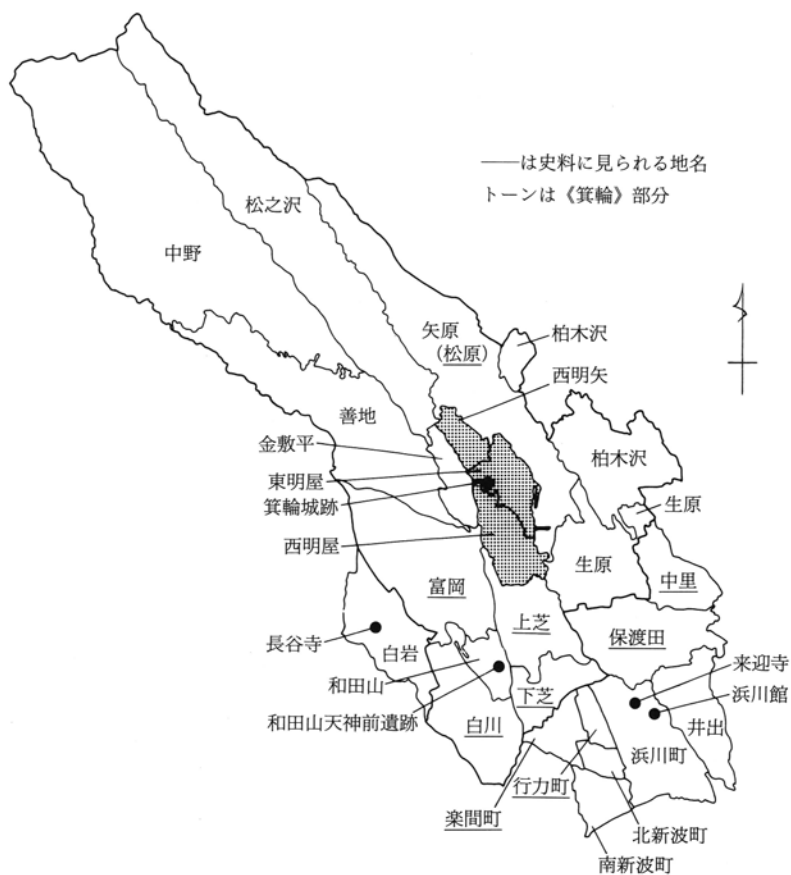 ――は史料に見られる地名
トーンは《箕輪》部分
松之沢
中野
矢原
(松原)
柏木沢
西明矢
善地
金敷平
東明屋
箕輪城跡
西明屋
柏木沢
生原
生原
中里
富岡
上芝
保渡田
長谷寺
白岩
和田山
和田山天神前遺跡
白川
下芝
来迎寺
浜川館
井出
浜川町
行力町
楽間町
北新波町
南新波町